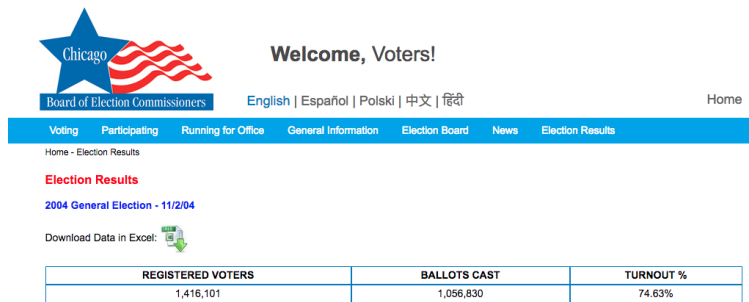 Chicago
Board of Election Commissioners
Welcome, Voters!
English | Español | Polski | 中文 | हिंदी
Home
Voting Participating Running for Office General Information Election Board News Election Results
Home - Election Results
Election Results
2004 General Election - 11/2/04
Download Data in Excel:
REGISTERED VOTERS BALLOTS CAST TURNOUT %
1,416,101 1,056,830 74.63%